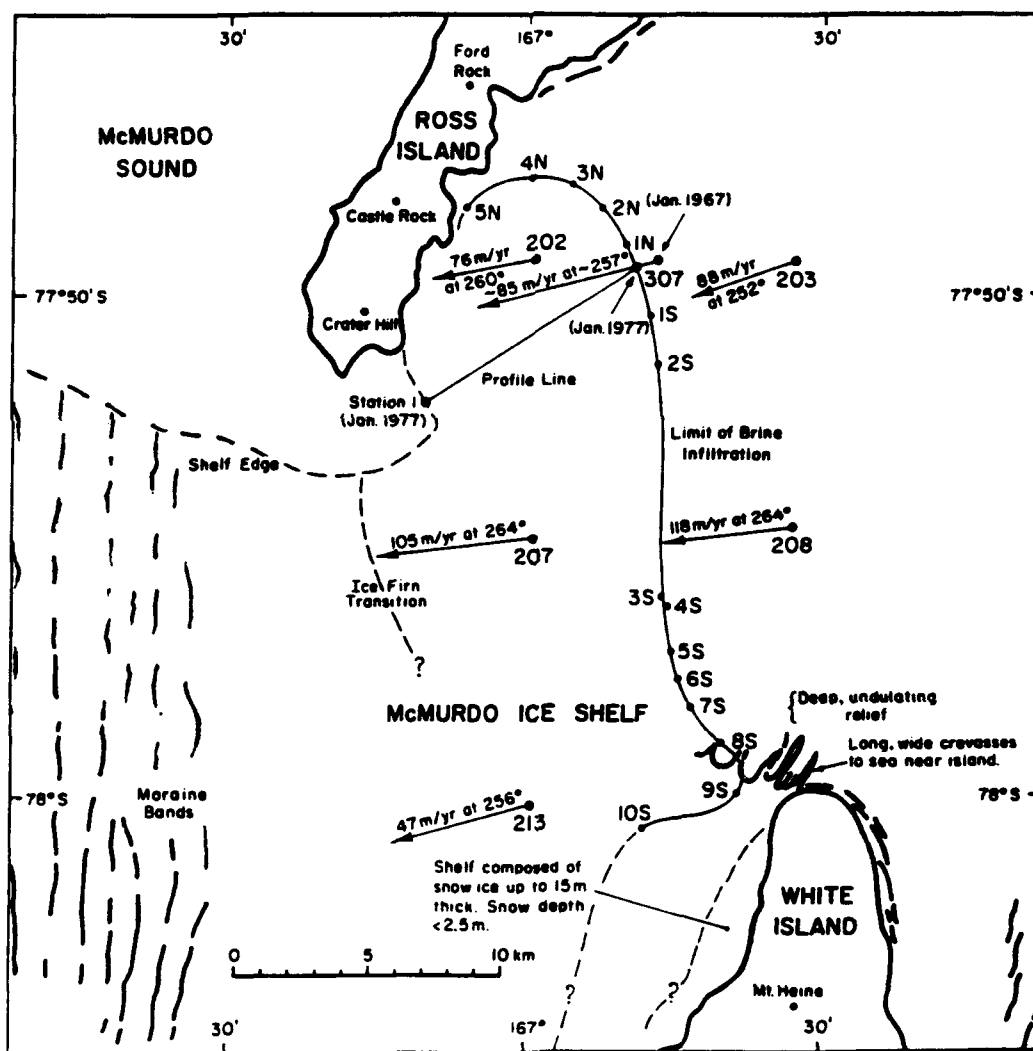 30'
167°
30'
Ford
Rock
McMURDO
SOUND
ROSS
ISLAND
4N
3N
5N
2N
(Jan. 1967)
Castle Rock
1N
202
76 m/yr
at 260°
~85 m/yr at ~257°
307
88 m/yr
at 252°
203
77° 50' S
77° 50' S
Crater Hill
(Jan. 1977)
1S
2S
Profile Line
Station 1
(Jan. 1977)
Limit of Brine
Infiltration
Shelf Edge
105 m/yr at 264°
207
118 m/yr at 264°
208
Ice Firn
Transition
3S
4S
?
5S
6S
7S
McMURDO ICE SHELF
Deep, undulating
relief
8S
Long, wide crevasses
to sea near island.
9S
78° S
78° S
Moraine
Bands
47 m/yr at 256°
213
10S
Shelf composed of
snow ice up to 15 m
thick. Snow depth
<2.5 m.
WHITE
ISLAND
0
5
10 km
?
?
Mt. Heine
30'
167°
30'